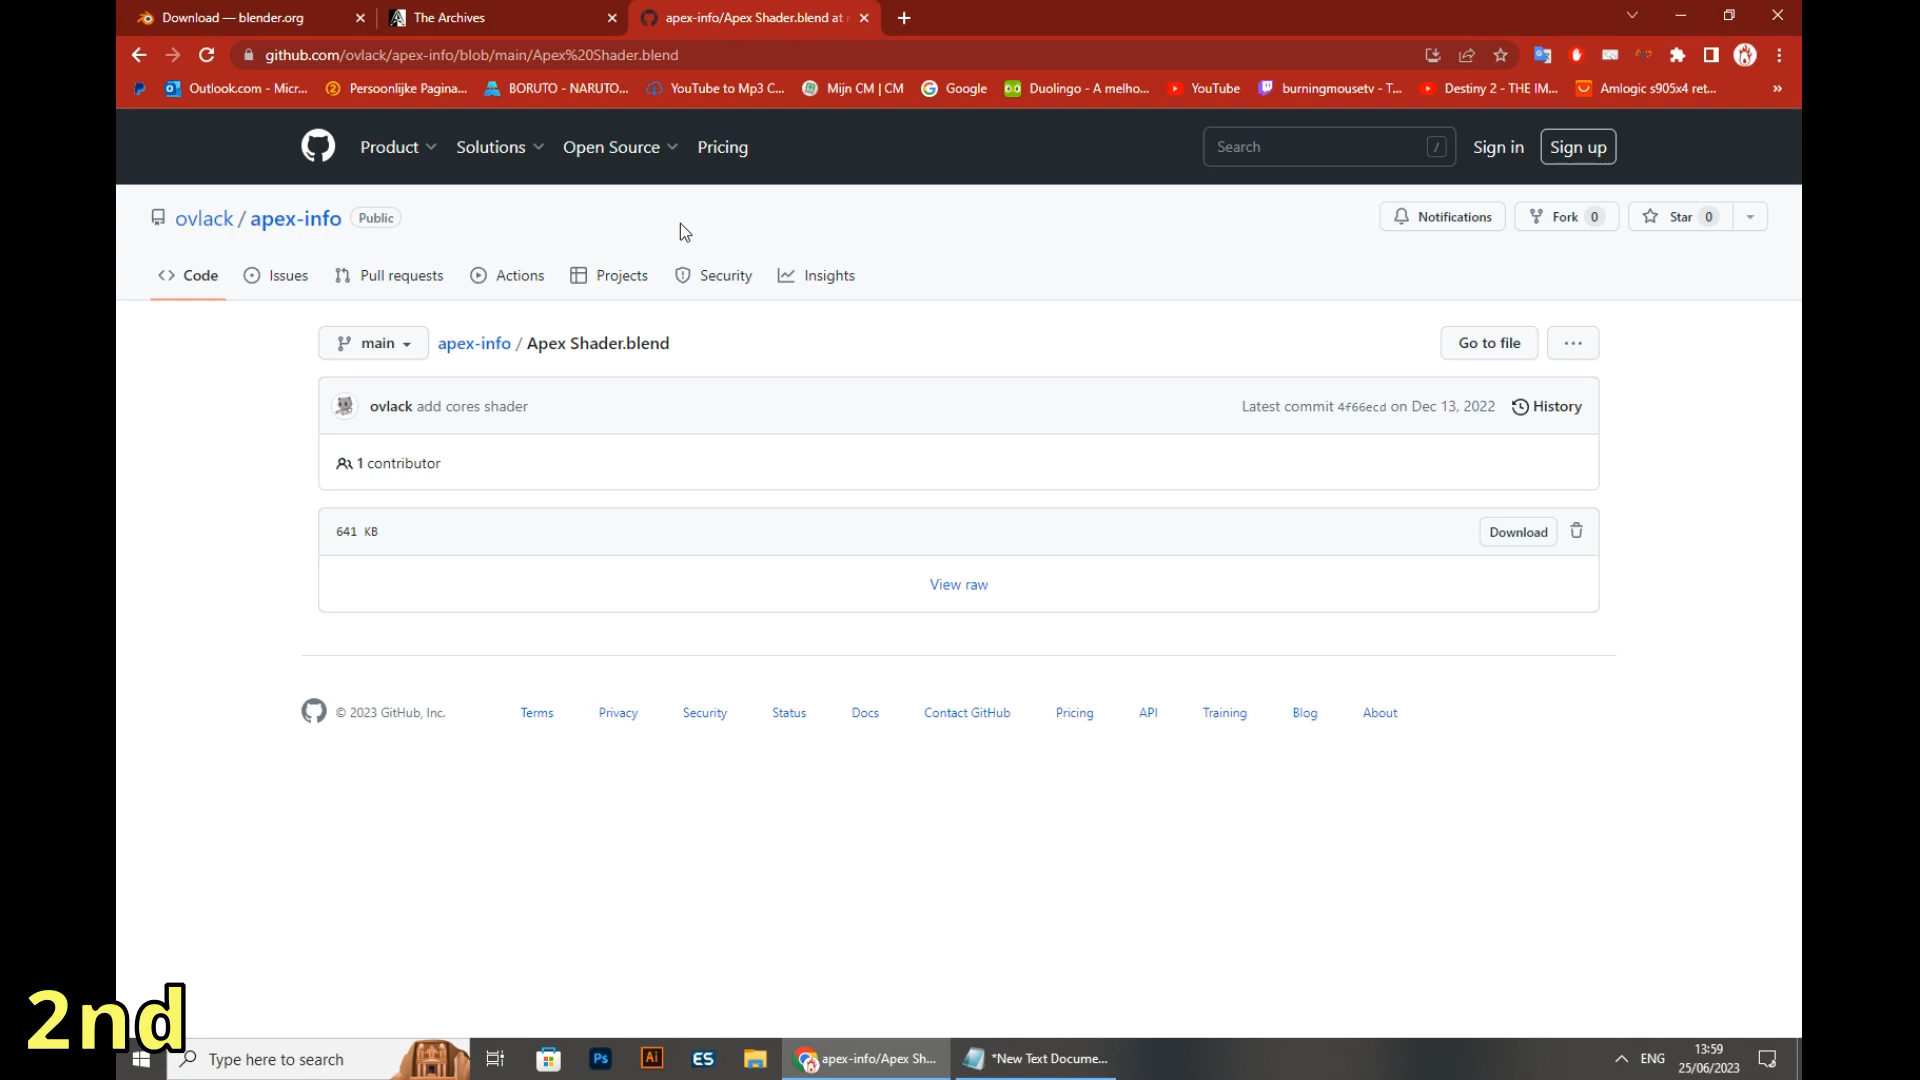 Download — blender.org
The Archives
apex-info/Apex Shader.blend at
github.com/ovlack/apex-info/blob/main/Apex%20Shader.blend
Outlook.com - Micr...
Persoonlijke Pagina...
BORUTO - NARUTO...
YouTube to Mp3 C...
Mijn CM | CM
Google
Duolingo - A melho...
YouTube
burningmousetv - T...
Destiny 2 - THE IM...
Amlogic s905x4 ret...
»
Product
Solutions
Open Source
Pricing
Search
/
Sign in
Sign up
ovlack / apex-info
Public
Notifications
Fork 0
Star 0
Code
Issues
Pull requests
Actions
Projects
Security
Insights
main
apex-info / Apex Shader.blend
Go to file
...
ovlack add cores shader
Latest commit 4f66ecd on Dec 13, 2022
History
1 contributor
641 KB
Download
View raw
© 2023 GitHub, Inc.
Terms
Privacy
Security
Status
Docs
Contact GitHub
Pricing
API
Training
Blog
About
2nd
Type here to search
Ps
Ai
ES
apex-info/Apex Sh...
*New Text Docume...
ENG
13:59
25/06/2023